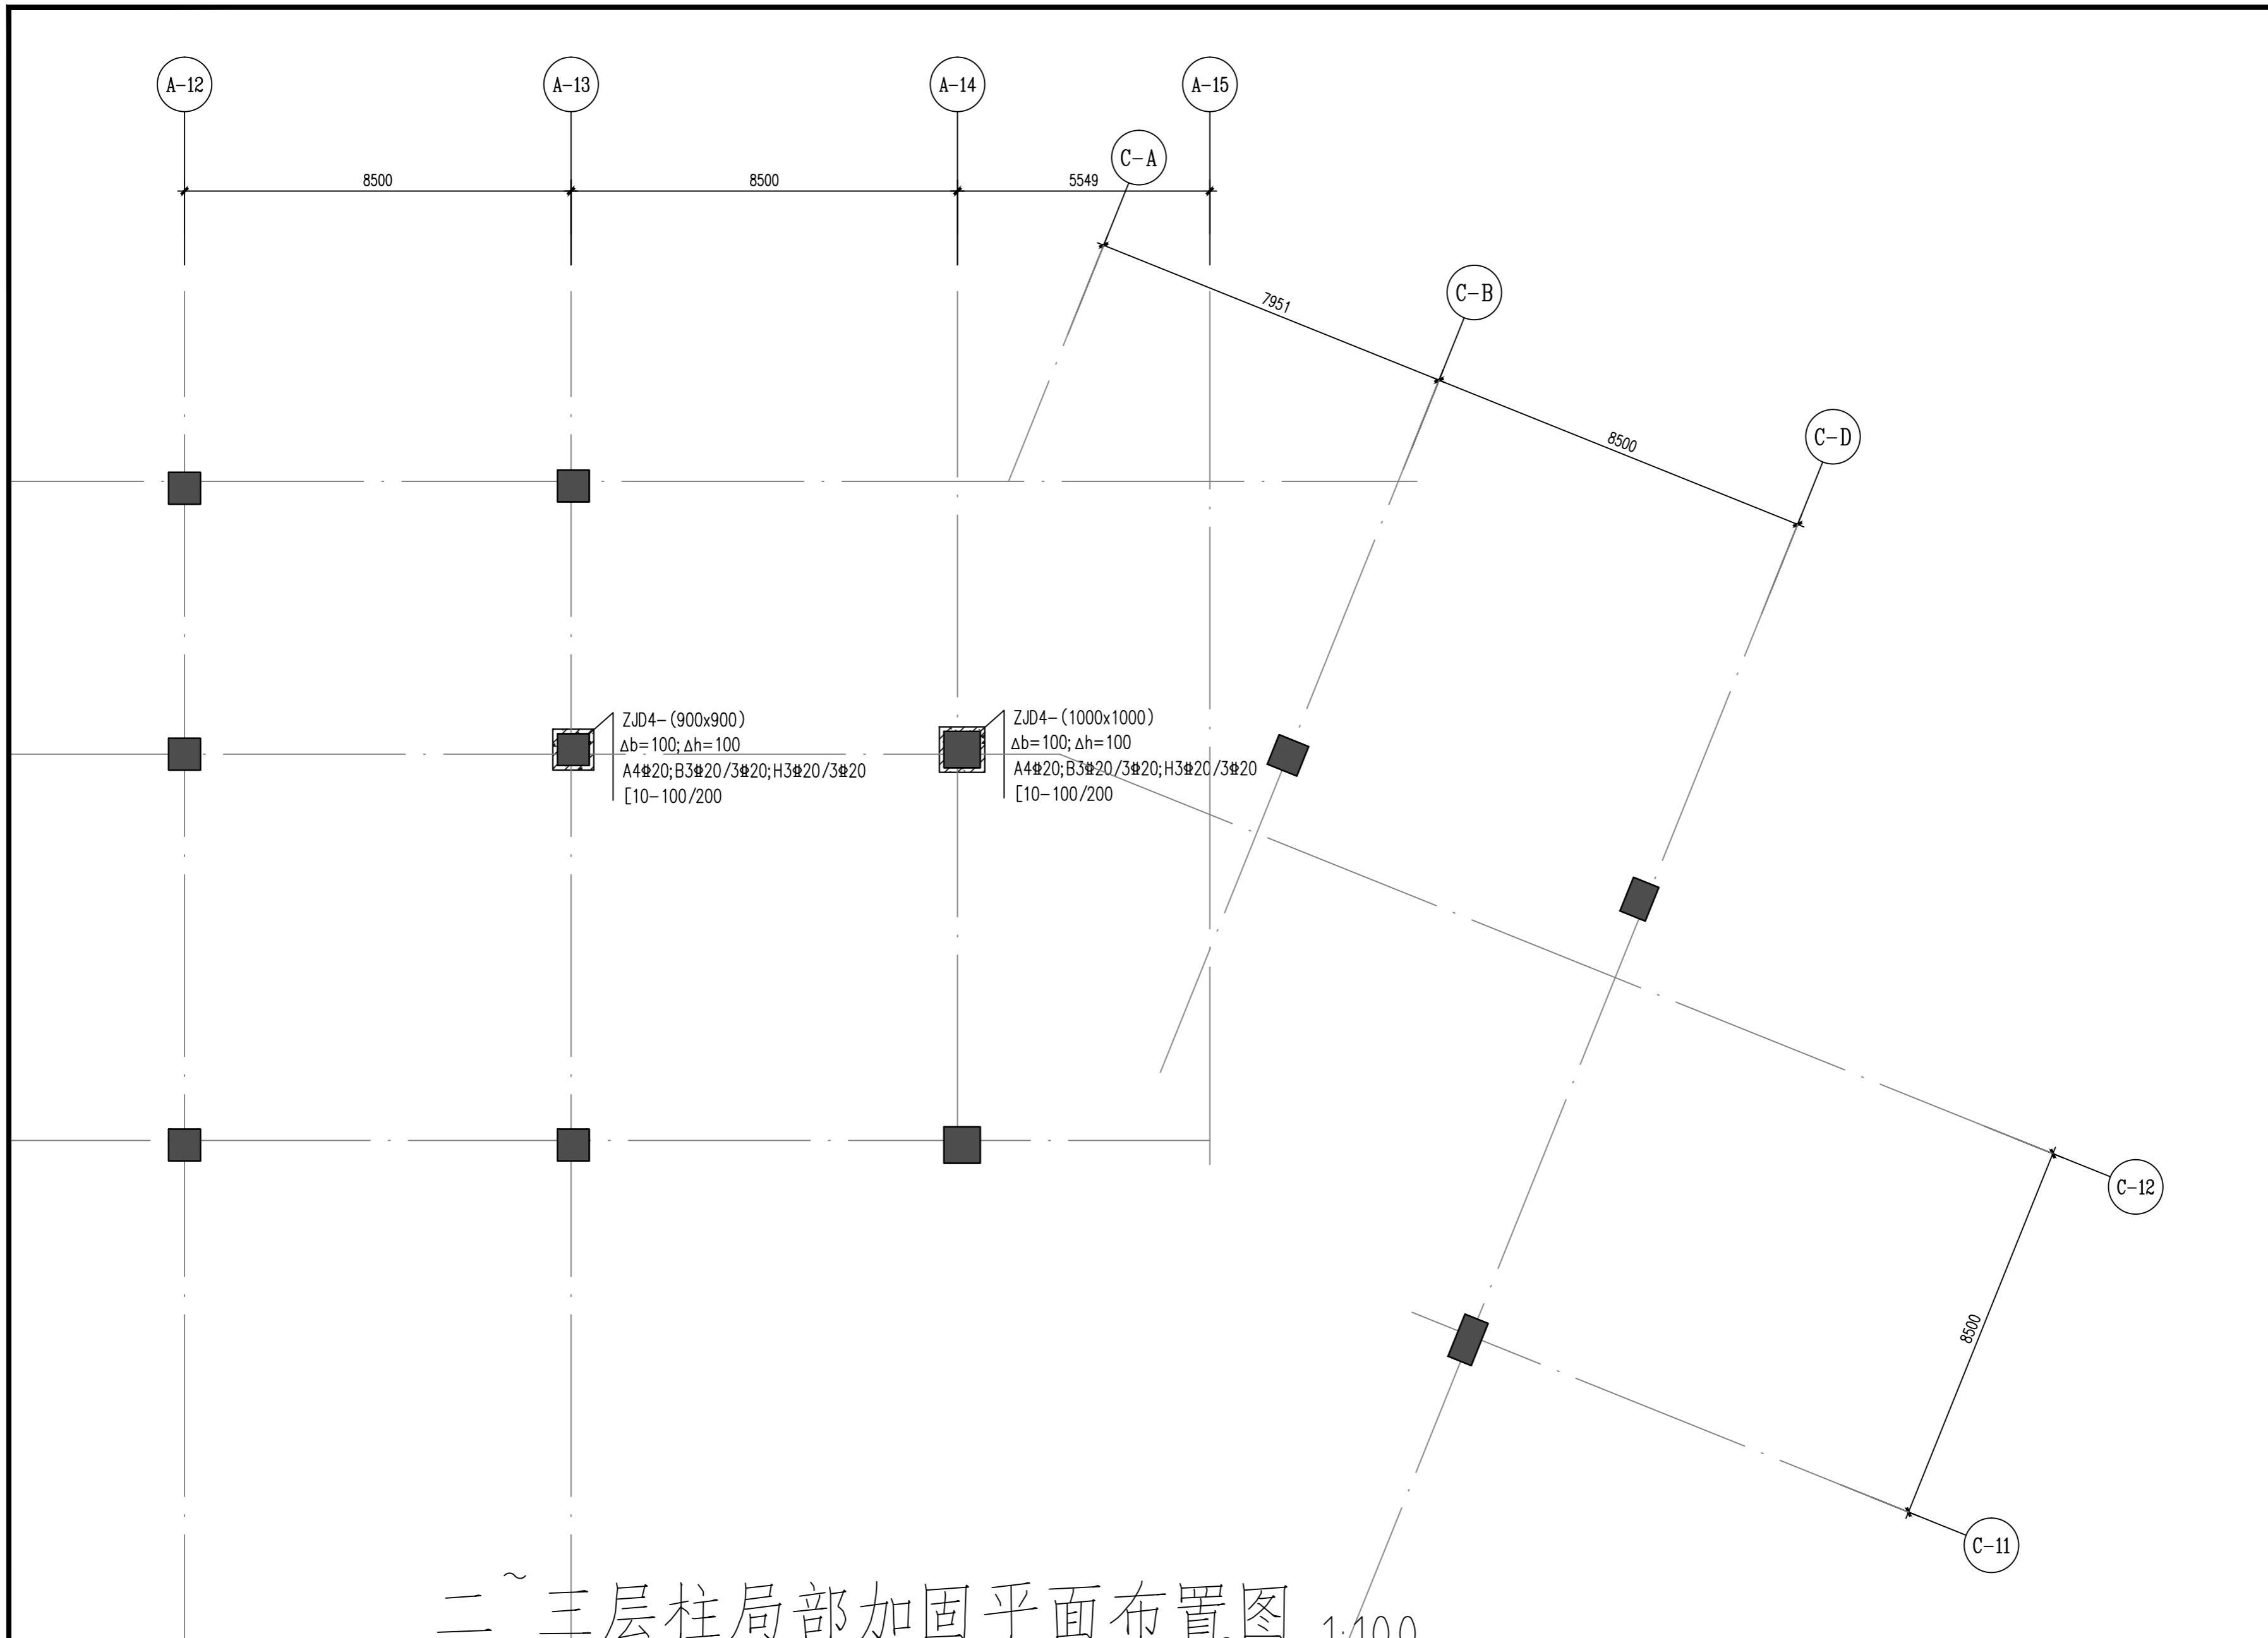 A-12
A-13
A-14
A-15
C-A
8500
8500
5549
C-B
7951
C-D
8500
ZJD4-(900x900)
Δb=100; Δh=100
A4⌀20;B3⌀20/3⌀20;H3⌀20/3⌀20
[10-100/200
ZJD4-(1000x1000)
Δb=100; Δh=100
A4⌀20;B3⌀20/3⌀20;H3⌀20/3⌀20
[10-100/200
C-12
8500
C-11
二~三层柱局部加固平面布置图 1:100